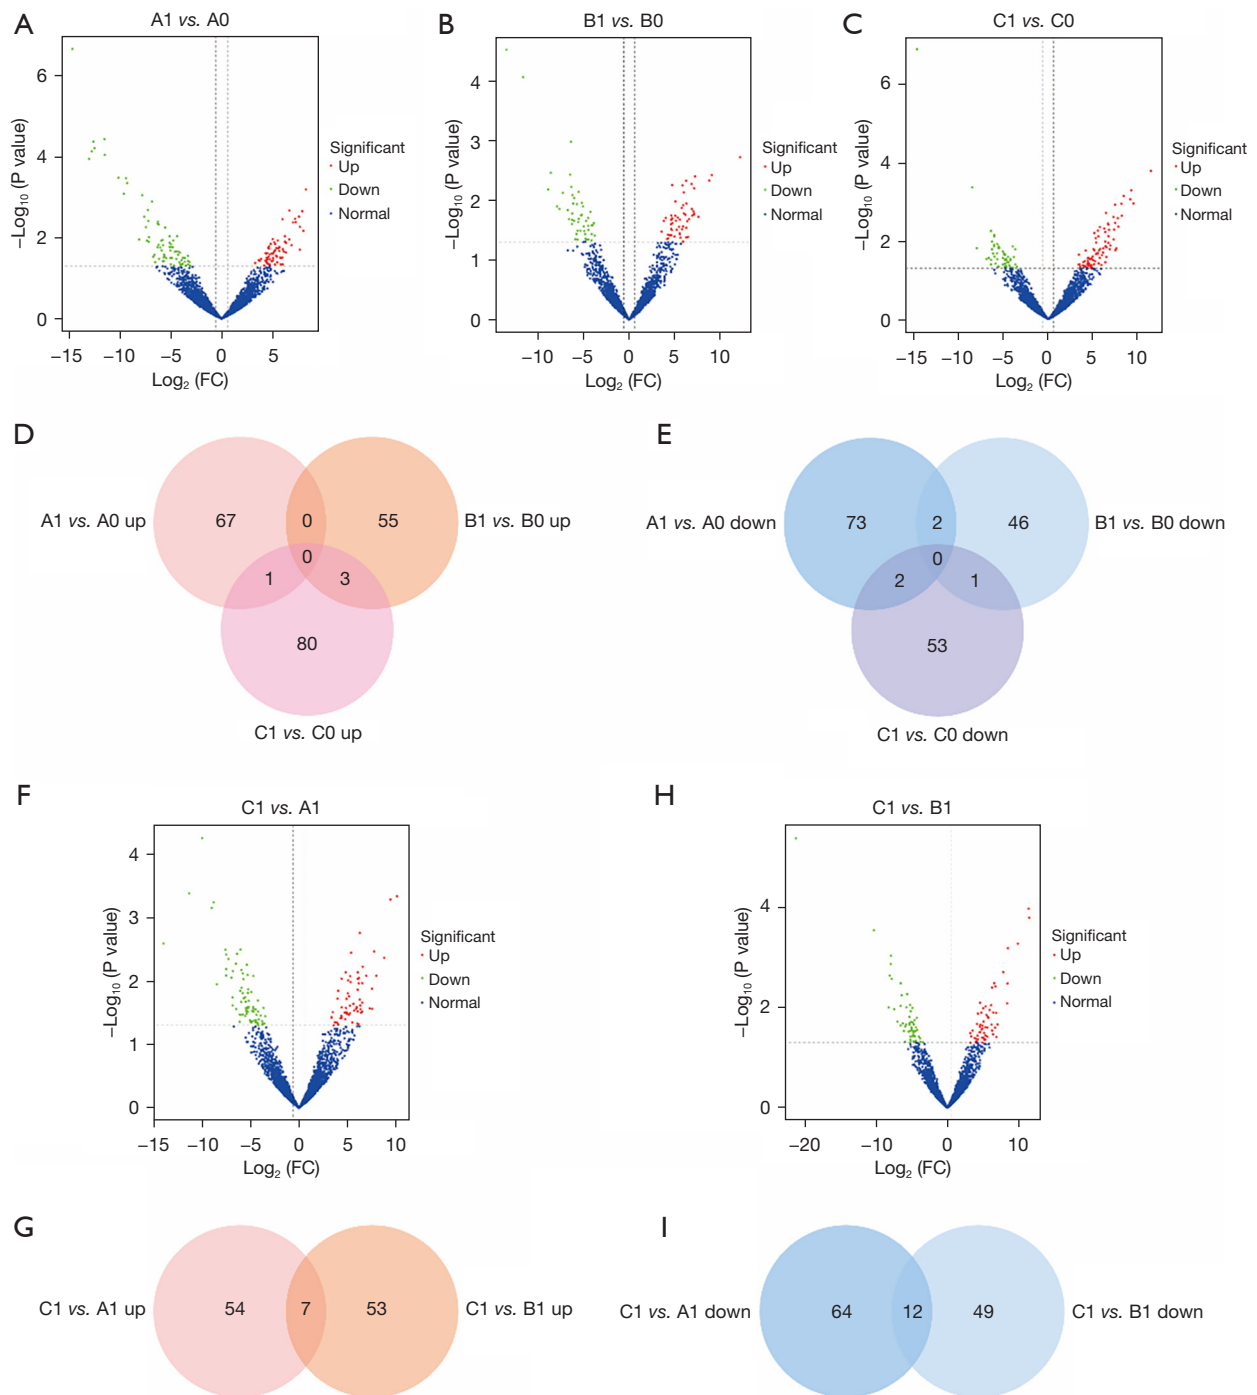 A
A1 vs. A0
6
4
2
0
−Log10 (P value)
−15 −10 −5 0 5
Log2 (FC)
Significant
Up
Down
Normal
B
B1 vs. B0
4
3
2
1
0
−Log10 (P value)
−10 −5 0 5 10
Log2 (FC)
Significant
Up
Down
Normal
C
C1 vs. C0
6
4
2
0
−Log10 (P value)
−15 −10 −5 0 5 10
Log2 (FC)
Significant
Up
Down
Normal
D
A1 vs. A0 up
67
0
55
B1 vs. B0 up
0
1
3
80
C1 vs. C0 up
E
A1 vs. A0 down
73
2
46
B1 vs. B0 down
0
2
1
53
C1 vs. C0 down
F
C1 vs. A1
4
3
2
1
0
−Log10 (P value)
−15 −10 −5 0 5 10
Log2 (FC)
Significant
Up
Down
Normal
H
C1 vs. B1
4
2
0
−Log10 (P value)
−20 −10 0 10
Log2 (FC)
Significant
Up
Down
Normal
G
C1 vs. A1 up
54
7
53
C1 vs. B1 up
I
C1 vs. A1 down
64
12
49
C1 vs. B1 down